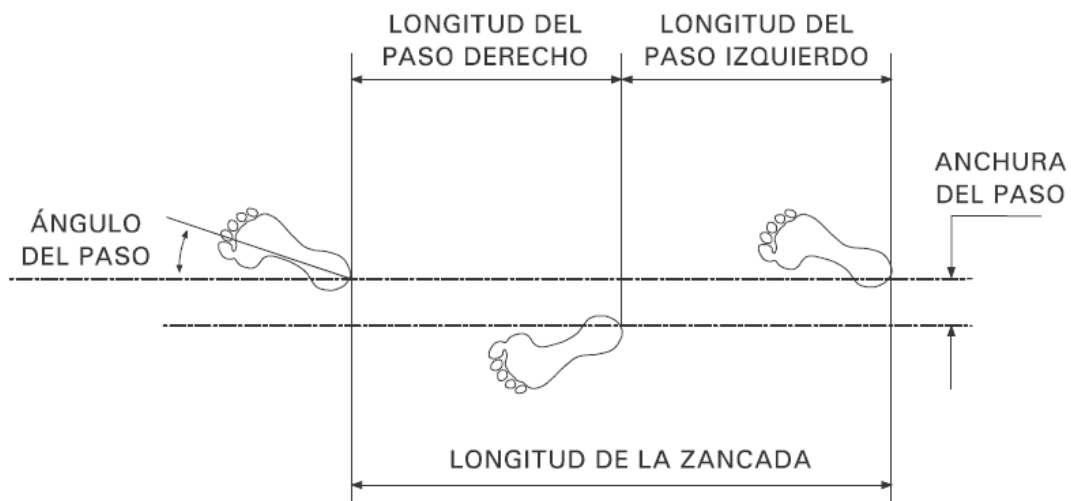 LONGITUD DEL
PASO DERECHO
LONGITUD DEL
PASO IZQUIERDO
ANCHURA
DEL PASO
ÁNGULO
DEL PASO
LONGITUD DE LA ZANCADA